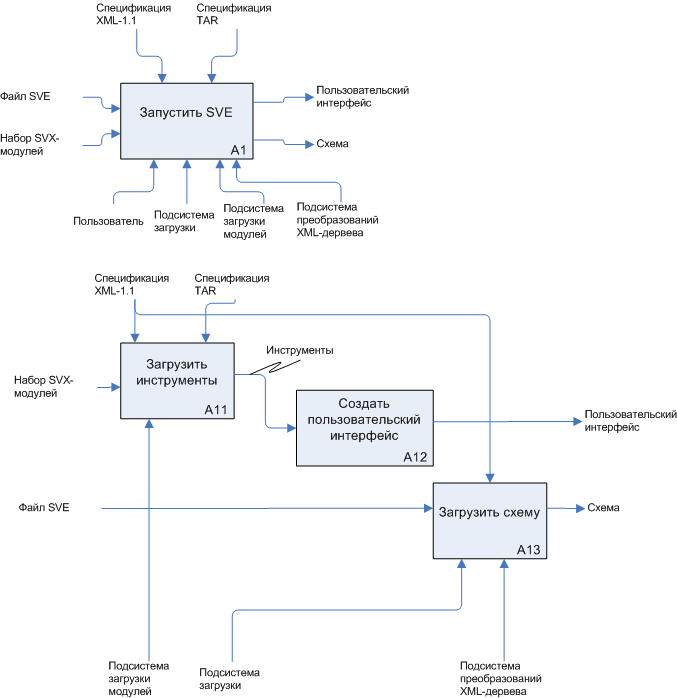 Спецификация
XML-1.1
Спецификация
TAR
Файл SVE
Набор SVX-
модулей
Запустить SVE
A1
Пользовательский
интерфейс
Схема
Пользователь
Подсистема
загрузки
Подсистема
загрузки
модулей
Подсистема
преобразований
XML-дервева
Спецификация
XML-1.1
Спецификация
TAR
Набор SVX-
модулей
Загрузить
инструменты
A11
Инструменты
Создать
пользовательский
интерфейс
A12
Пользовательский
интерфейс
Файл SVE
Загрузить схему
A13
Схема
Подсистема
загрузки
модулей
Подсистема
загрузки
Подсистема
преобразований
XML-дервева